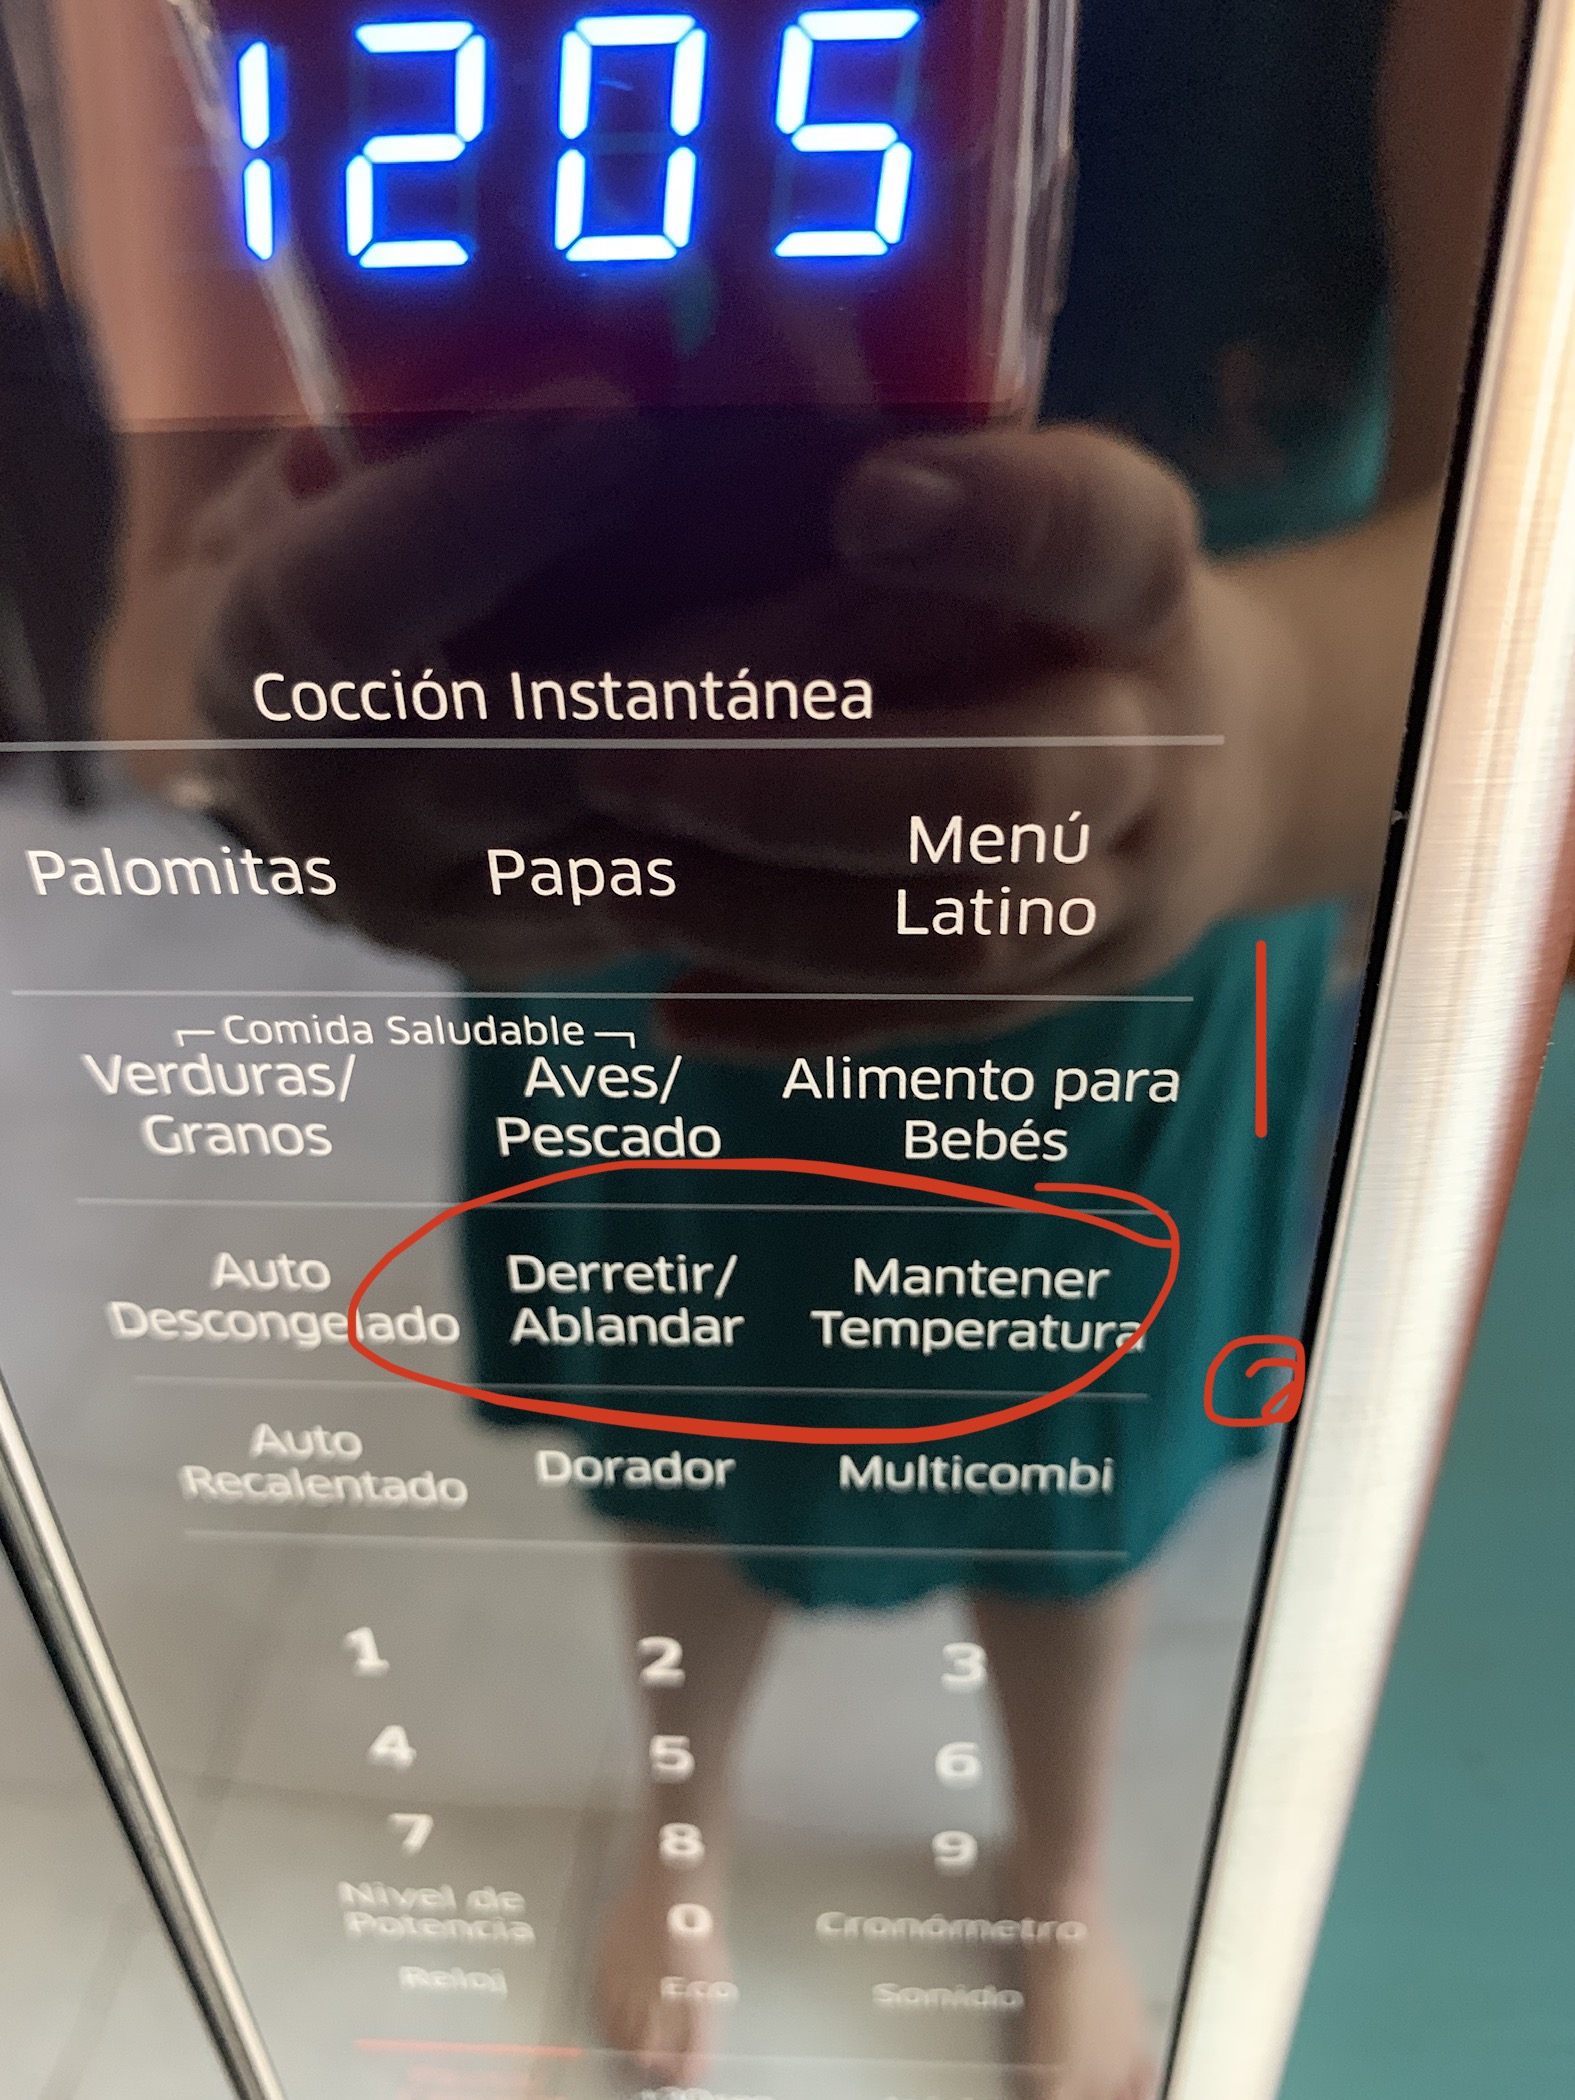 1205
Cocción Instantánea
Palomitas Papas Menú
Latino
Comida Saludable
Verduras/ Aves/ Alimento para
Granos Pescado Bebés
Auto Derretir/ Mantener
Descongelado Ablandar Temperatura
?
Auto Dorador Multicombi
Recalentado
1 2 3
4 5 6
7 8 9
Nivel de
Potencia 0 Cronómetro
Reloj Eco Sonido